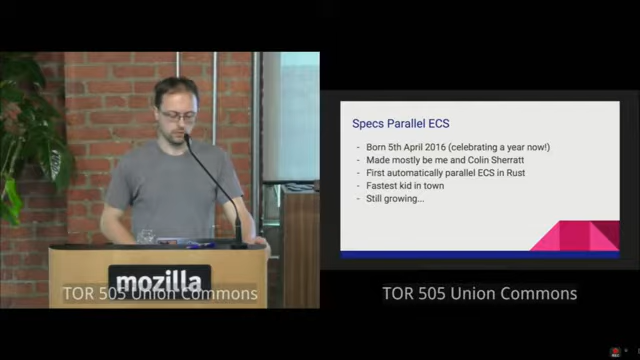 mozilla
TOR 505 Union Commons
Specs Parallel ECS
- Born 5th April 2016 (celebrating a year now!)
- Made mostly be me and Colin Sherratt
- First automatically parallel ECS in Rust
- Fastest kid in town
- Still growing...
TOR 505 Union Commons